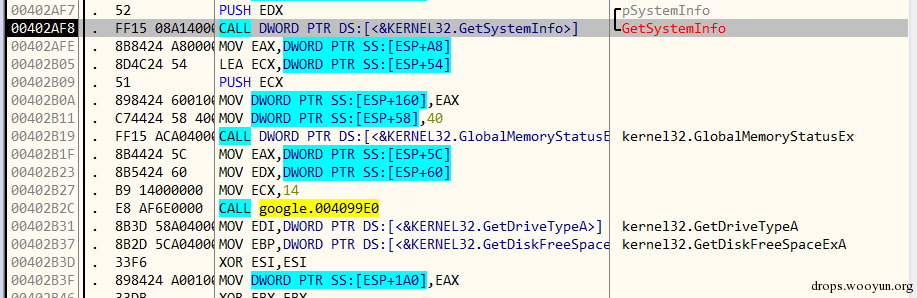 00402AF7 . 52 PUSH EDX pSystemInfo
00402AF8 . FF15 08A14000 CALL DWORD PTR DS:[<&KERNEL32.GetSystemInfo>] GetSystemInfo
00402AFE . 8B8424 A80000 MOV EAX,DWORD PTR SS:[ESP+A8]
00402B05 . 8D4C24 54 LEA ECX,DWORD PTR SS:[ESP+54]
00402B09 . 51 PUSH ECX
00402B0A . 898424 600100 MOV DWORD PTR SS:[ESP+160],EAX
00402B11 . C74424 58 400 MOV DWORD PTR SS:[ESP+58],40
00402B19 . FF15 ACA04000 CALL DWORD PTR DS:[<&KERNEL32.GlobalMemoryStatusE kernel32.GlobalMemoryStatusEx
00402B1F . 8B4424 5C MOV EAX,DWORD PTR SS:[ESP+5C]
00402B23 . 8B5424 60 MOV EDX,DWORD PTR SS:[ESP+60]
00402B27 . B9 14000000 MOV ECX,14
00402B2C . E8 AF6E0000 CALL google.004099E0
00402B31 . 8B3D 58A04000 MOV EDI,DWORD PTR DS:[<&KERNEL32.GetDriveTypeA>] kernel32.GetDriveTypeA
00402B37 . 8B2D 5CA04000 MOV EBP,DWORD PTR DS:[<&KERNEL32.GetDiskFreeSpace kernel32.GetDiskFreeSpaceExA
00402B3D . 33F6 XOR ESI,ESI
00402B3F . 898424 A00100 MOV DWORD PTR SS:[ESP+1A0],EAX
00402B46 . 33DB XOR EBX,EBX
drops.wooyun.org